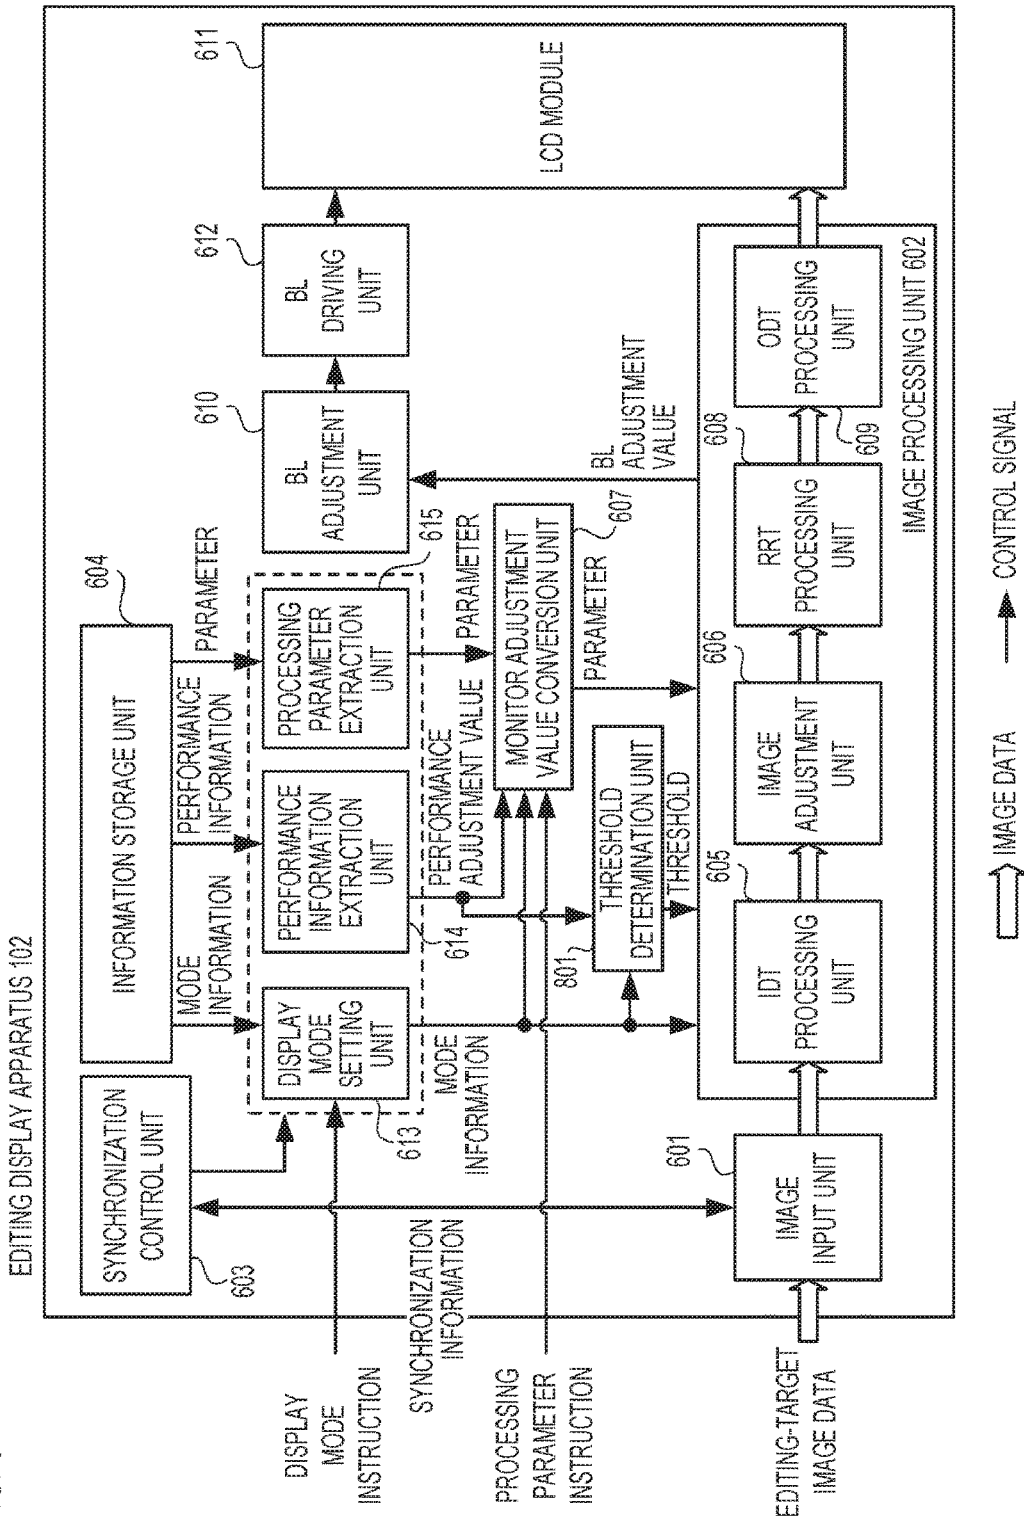 EDITING DISPLAY APPARATUS 102
SYNCHRONIZATION
CONTROL UNIT
603
INFORMATION STORAGE UNIT
604
MODE
INFORMATION
PERFORMANCE
INFORMATION
PARAMETER
DISPLAY
MODE
INSTRUCTION
DISPLAY
MODE
SETTING
UNIT
613
PERFORMANCE
INFORMATION
EXTRACTION
UNIT
614
PROCESSING
PARAMETER
EXTRACTION
UNIT
615
BL
ADJUSTMENT
UNIT
610
BL
DRIVING
UNIT
612
LCD MODULE
611
SYNCHRONIZATION
INFORMATION
MODE
INFORMATION
PERFORMANCE
ADJUSTMENT VALUE
PARAMETER
PROCESSING
PARAMETER
INSTRUCTION
MONITOR ADJUSTMENT
VALUE CONVERSION UNIT
607
BL
ADJUSTMENT
VALUE
801
THRESHOLD
DETERMINATION UNIT
THRESHOLD
PARAMETER
EDITING-TARGET
IMAGE DATA
IMAGE
INPUT UNIT
601
IDT
PROCESSING
UNIT
605
IMAGE
ADJUSTMENT
UNIT
606
RRT
PROCESSING
UNIT
608
ODT
PROCESSING
UNIT
609
IMAGE PROCESSING UNIT 602
IMAGE DATA
CONTROL SIGNAL